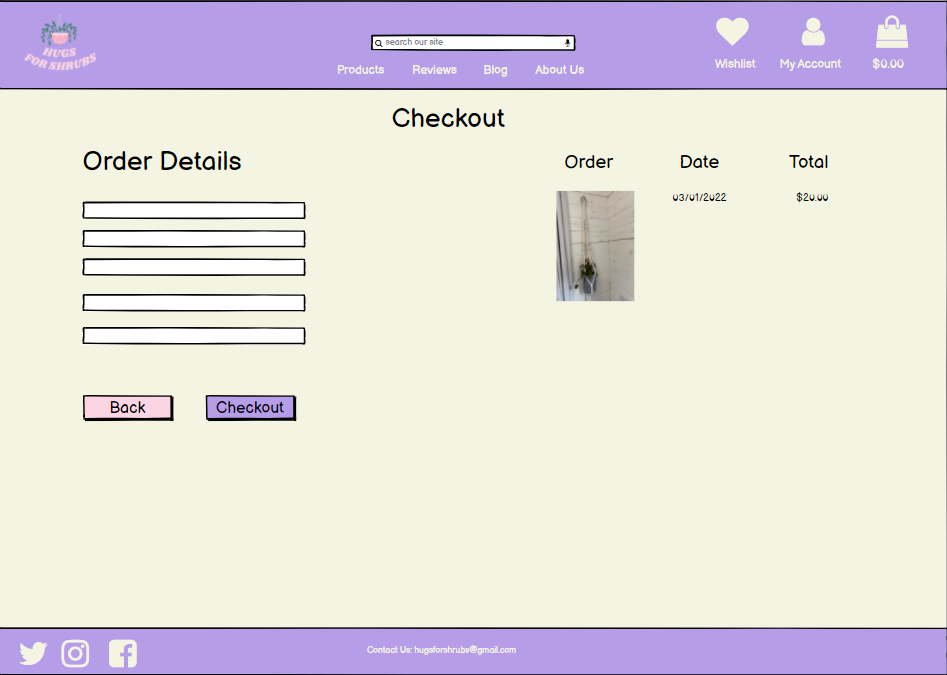 HUGS
FOR SHRUBS
search our site
Products Reviews Blog About Us
Wishlist My Account $0.00
Checkout
Order Details
Order Date Total
03/01/2022 $20.00
Back Checkout
Contact Us: hugsforshrubs@gmail.com